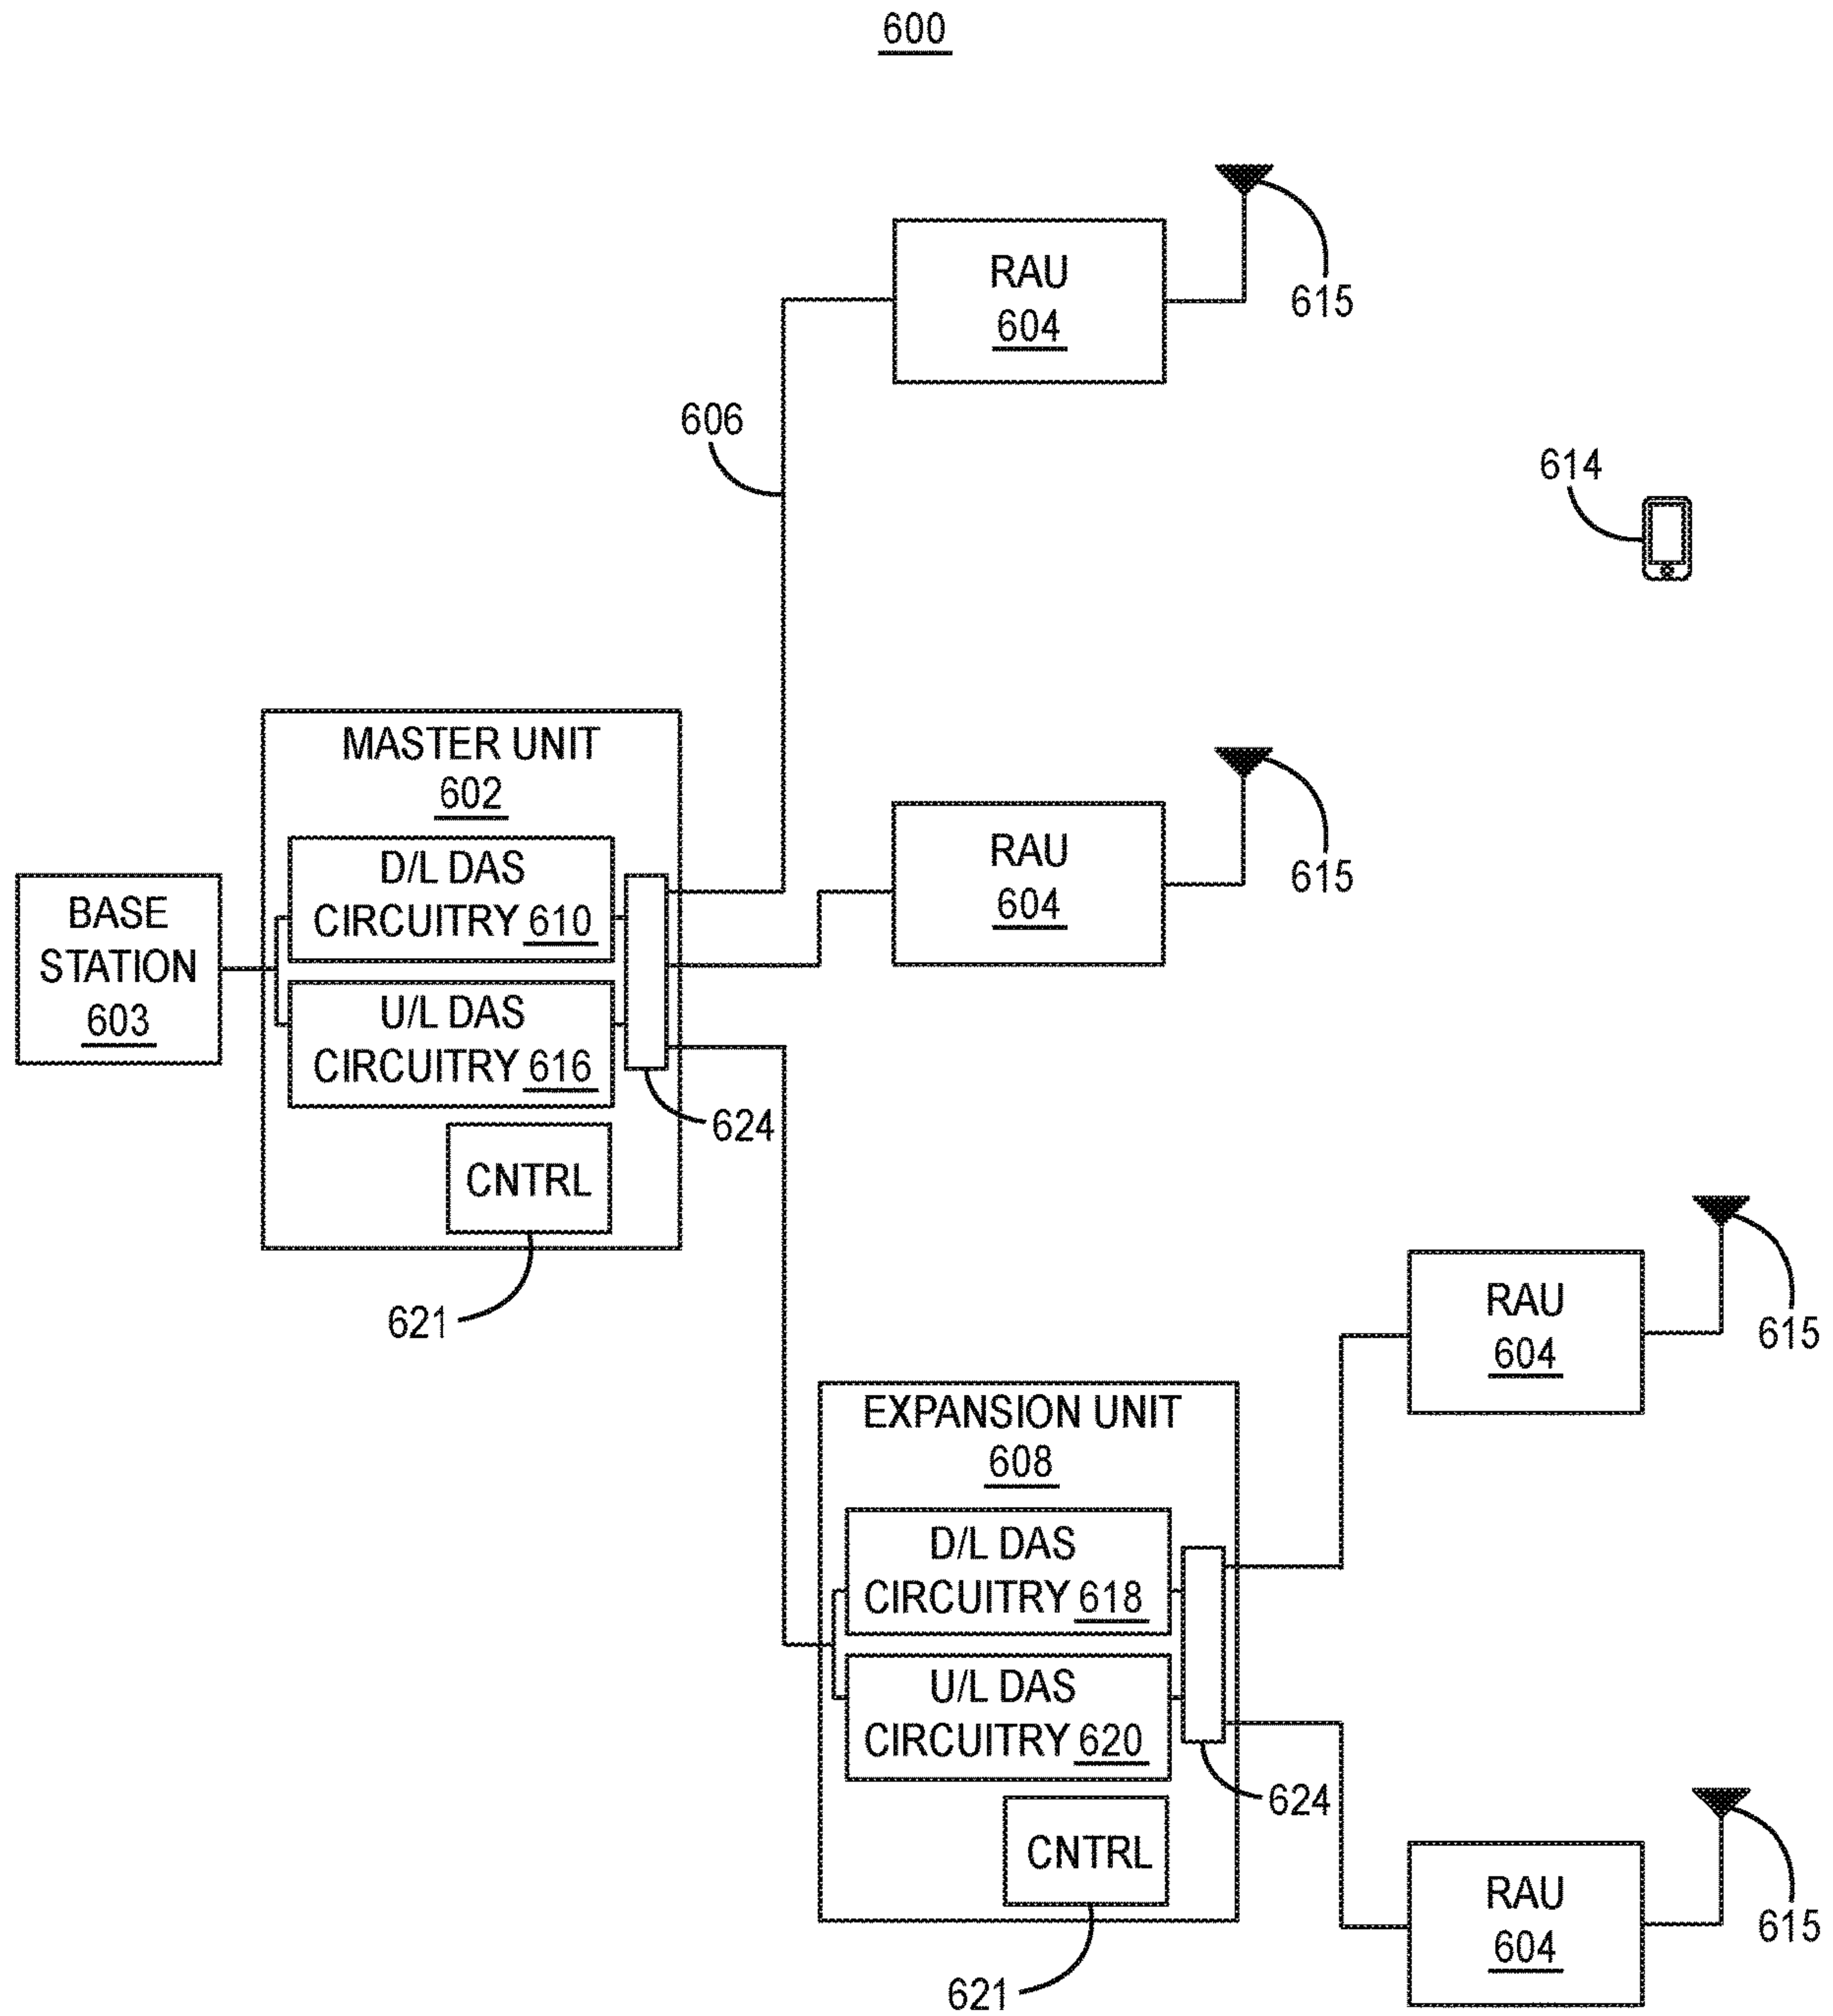 600
RAU
604
615
606
614
MASTER UNIT
602
D/L DAS
CIRCUITRY 610
U/L DAS
CIRCUITRY 616
CNTRL
621
624
BASE
STATION
603
RAU
604
615
EXPANSION UNIT
608
D/L DAS
CIRCUITRY 618
U/L DAS
CIRCUITRY 620
CNTRL
621
624
RAU
604
615
RAU
604
615